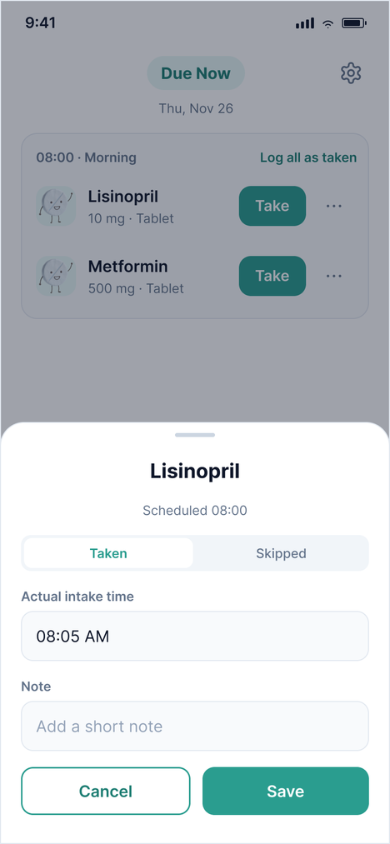 9:41
Due Now
Thu, Nov 26
08:00 · Morning
Log all as taken
Lisinopril
10 mg · Tablet
Take
Metformin
500 mg · Tablet
Take
Lisinopril
Scheduled 08:00
Taken
Skipped
Actual intake time
08:05 AM
Note
Add a short note
Cancel
Save